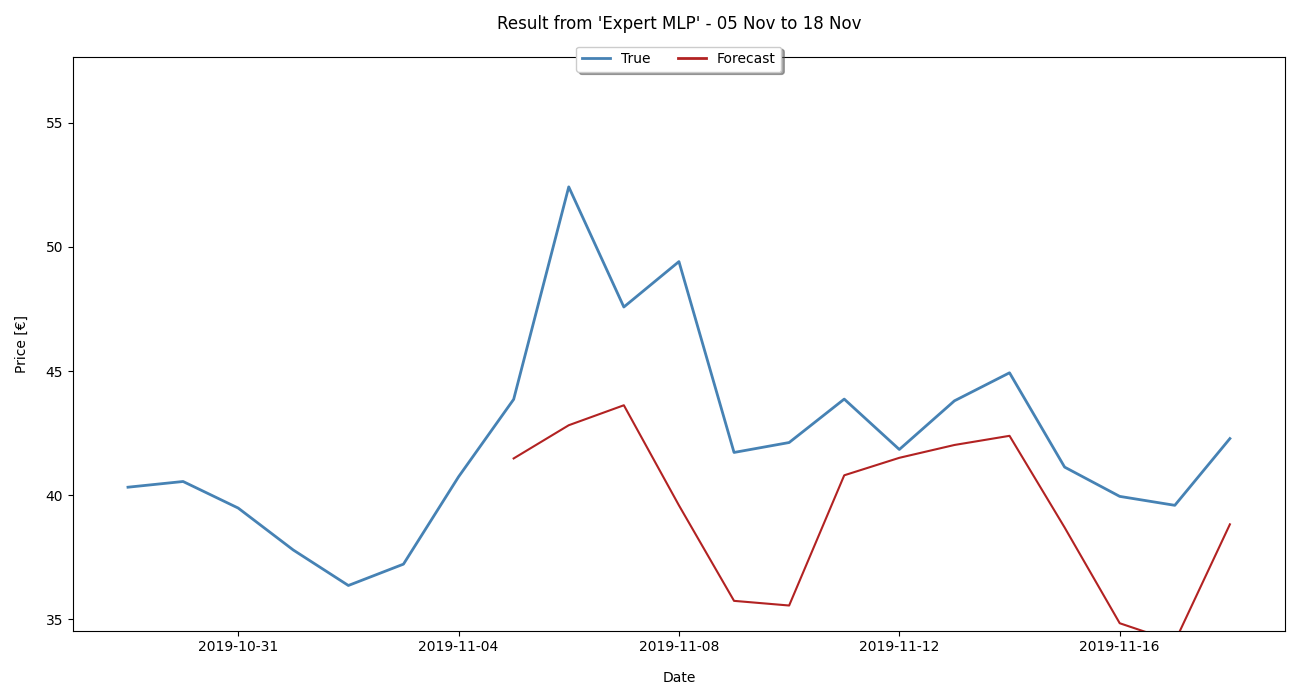 Result from 'Expert MLP' - 05 Nov to 18 Nov
True Forecast
55
50
45
40
35
Price [€]
2019-10-31 2019-11-04 2019-11-08 2019-11-12 2019-11-16
Date